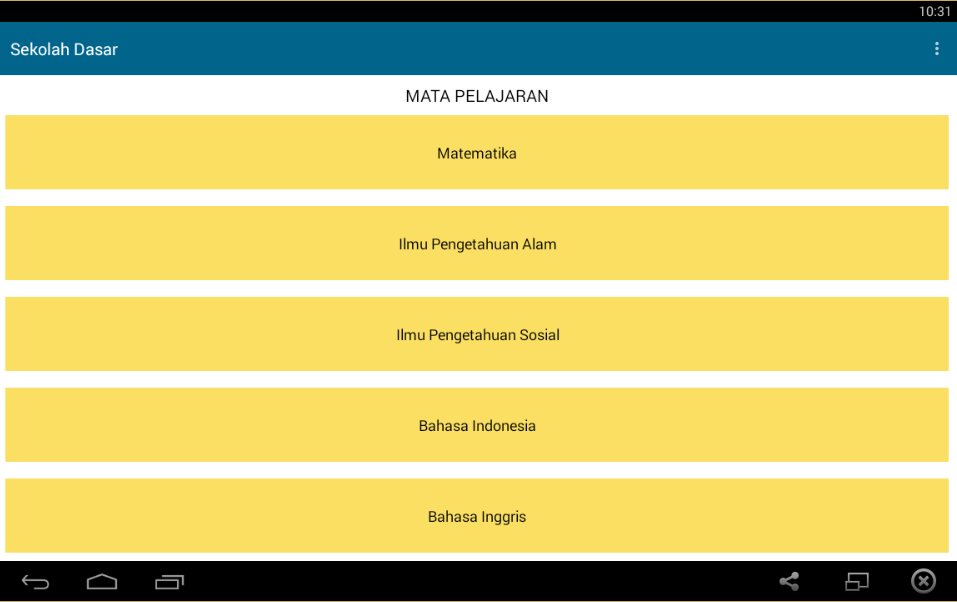 10:31
Sekolah Dasar
MATA PELAJARAN
Matematika
Ilmu Pengetahuan Alam
Ilmu Pengetahuan Sosial
Bahasa Indonesia
Bahasa Inggris